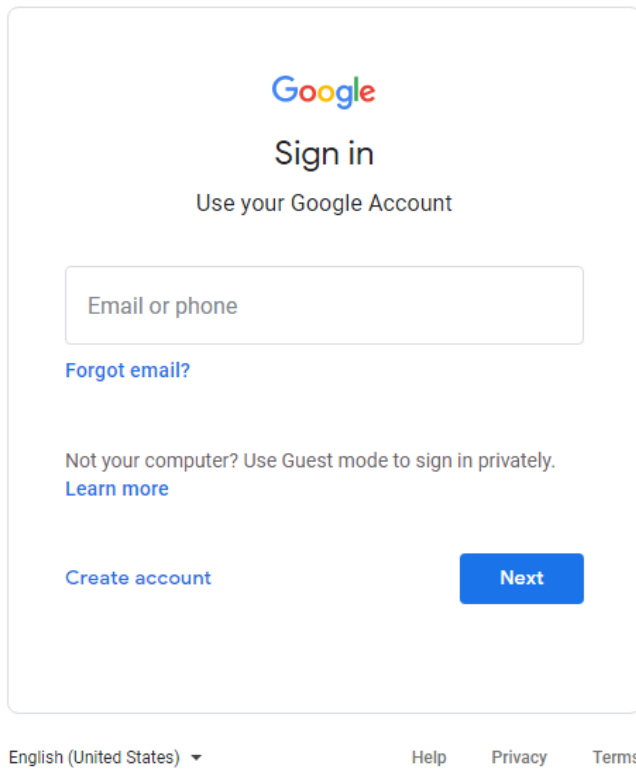 Google
Sign in
Use your Google Account
Email or phone
Forgot email?
Not your computer? Use Guest mode to sign in privately.
Learn more
Create account
Next
English (United States)
Help Privacy Terms